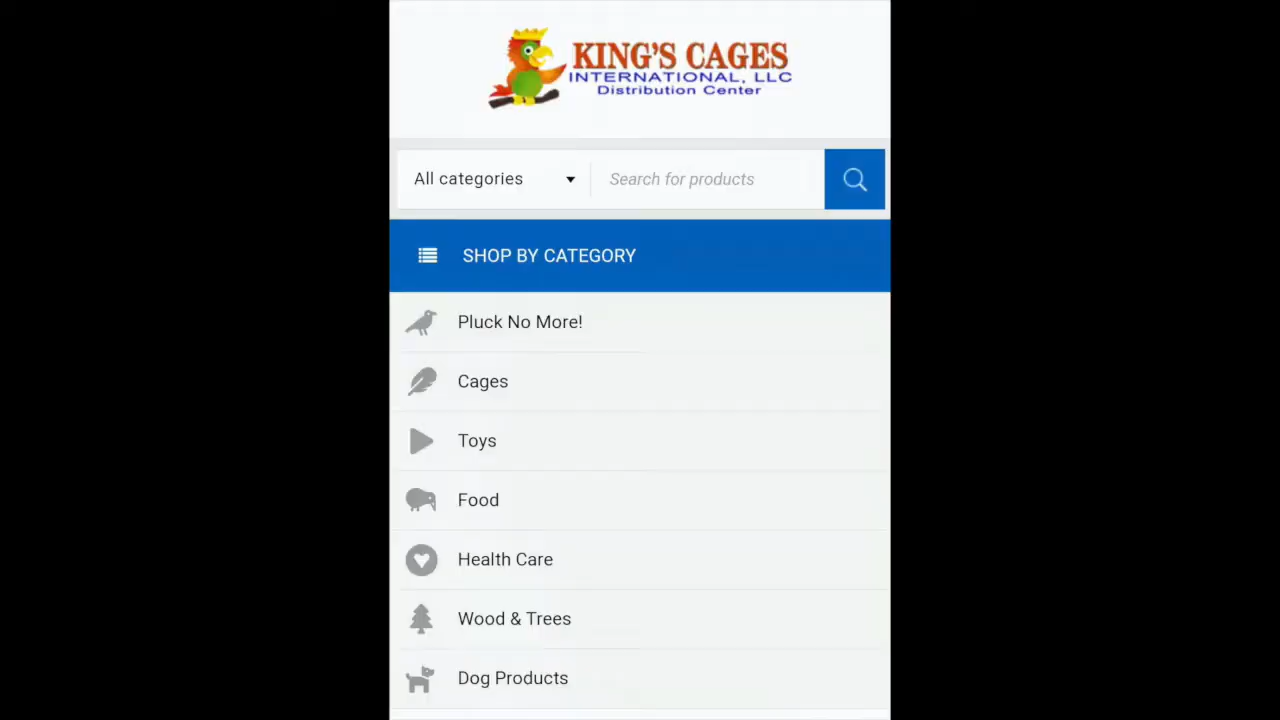 KING'S CAGES
INTERNATIONAL, LLC
Distribution Center
All categories
Search for products
SHOP BY CATEGORY
Pluck No More!
Cages
Toys
Food
Health Care
Wood & Trees
Dog Products